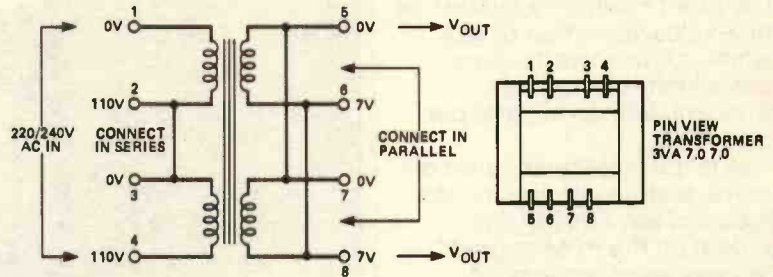 1
0V
2
110V
220/240V
AC IN
CONNECT
IN SERIES
0V
3
4
110V
5
0V
VOUT
6
7V
CONNECT IN
PARALLEL
0V
7
7V
8
VOUT
1 2 3 4
5 6 7 8
PIN VIEW
TRANSFORMER
3VA 7,0 7,0